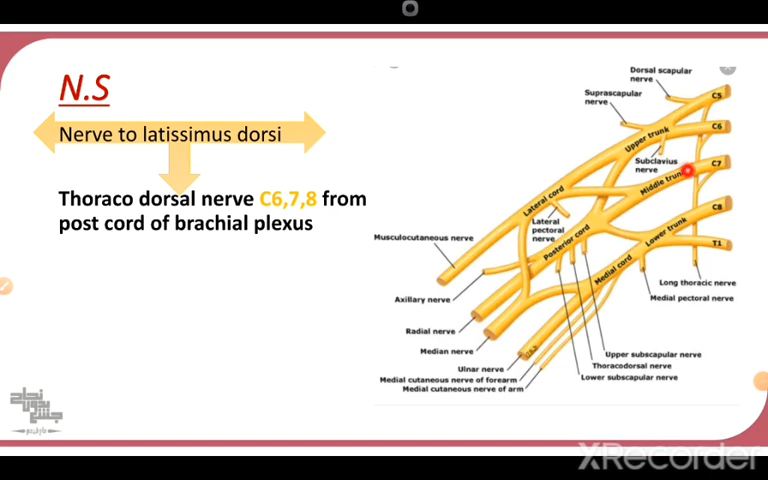 N.S
Nerve to latissimus dorsi
Thoraco dorsal nerve C6,7,8 from
post cord of brachial plexus
Dorsal scapular
nerve
Suprascapular
nerve
C5
C6
Upper trunk
Subclavius
nerve
C7
Middle trunk
C8
Lateral cord
Lateral
pectoral
nerve
Lower trunk
T1
Posterior cord
Musculocutaneous nerve
Medial cord
Long thoracic nerve
Axillary nerve
Medial pectoral nerve
Radial nerve
Median nerve
Upper subscapular nerve
Ulnar nerve
Thoracodorsal nerve
Medial cutaneous nerve of forearm
Lower subscapular nerve
Medial cutaneous nerve of arm
نجاح
بدون
جشع
XRecorder